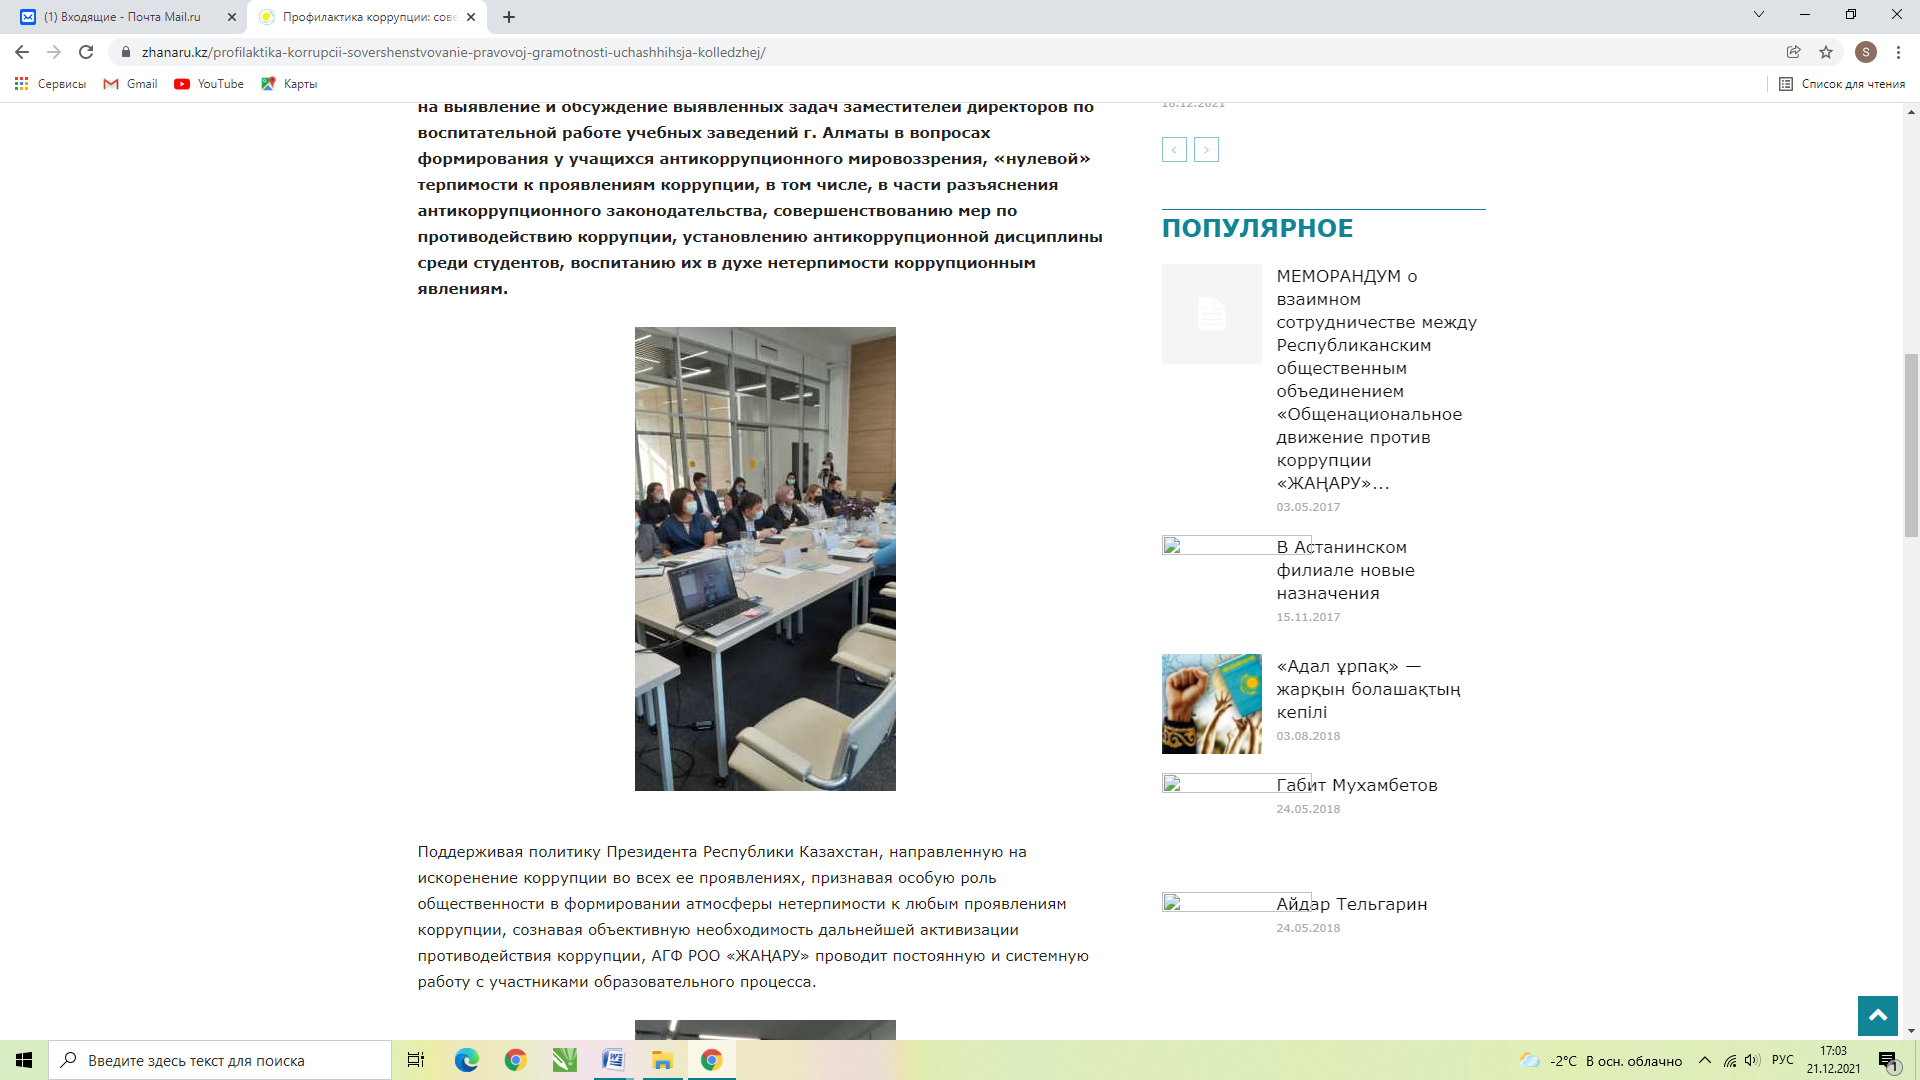 (1) Входящие - Почта Mail.ru
Профилактика коррупции: сове
zhanaru.kz/profilaktika-korrupcii-sovershenstvovanie-pravovoj-gramotnosti-uchashhihsja-kolledzhej/
S
Сервисы
Gmail
YouTube
Карты
Список для чтения
на выявление и обсуждение выявленных задач заместителей директоров по
воспитательной работе учебных заведений г. Алматы в вопросах
формирования у учащихся антикоррупционного мировоззрения, «нулевой»
терпимости к проявлениям коррупции, в том числе, в части разъяснения
антикоррупционного законодательства, совершенствованию мер по
противодействию коррупции, установлению антикоррупционной дисциплины
среди студентов, воспитанию их в духе нетерпимости коррупционным
явлениям.
Поддерживая политику Президента Республики Казахстан, направленную на
искоренение коррупции во всех ее проявлениях, признавая особую роль
общественности в формировании атмосферы нетерпимости к любым проявлениям
коррупции, сознавая объективную необходимость дальнейшей активизации
противодействия коррупции, АГФ РОО «ЖАҢАРУ» проводит постоянную и системную
работу с участниками образовательного процесса.
18.12.2021
ПОПУЛЯРНОЕ
МЕМОРАНДУМ о
взаимном
сотрудничестве между
Республиканским
общественным
объединением
«Общенациональное
движение против
коррупции
«ЖАҢАРУ»...
03.05.2017
В Астанинском
филиале новые
назначения
15.11.2017
«Адал ұрпақ» —
жарқын болашақтың
кепілі
03.08.2018
Габит Мухамбетов
24.05.2018
Айдар Тельгарин
24.05.2018
Введите здесь текст для поиска
-2°C В осн. облачно
РУС
17:03
21.12.2021
1